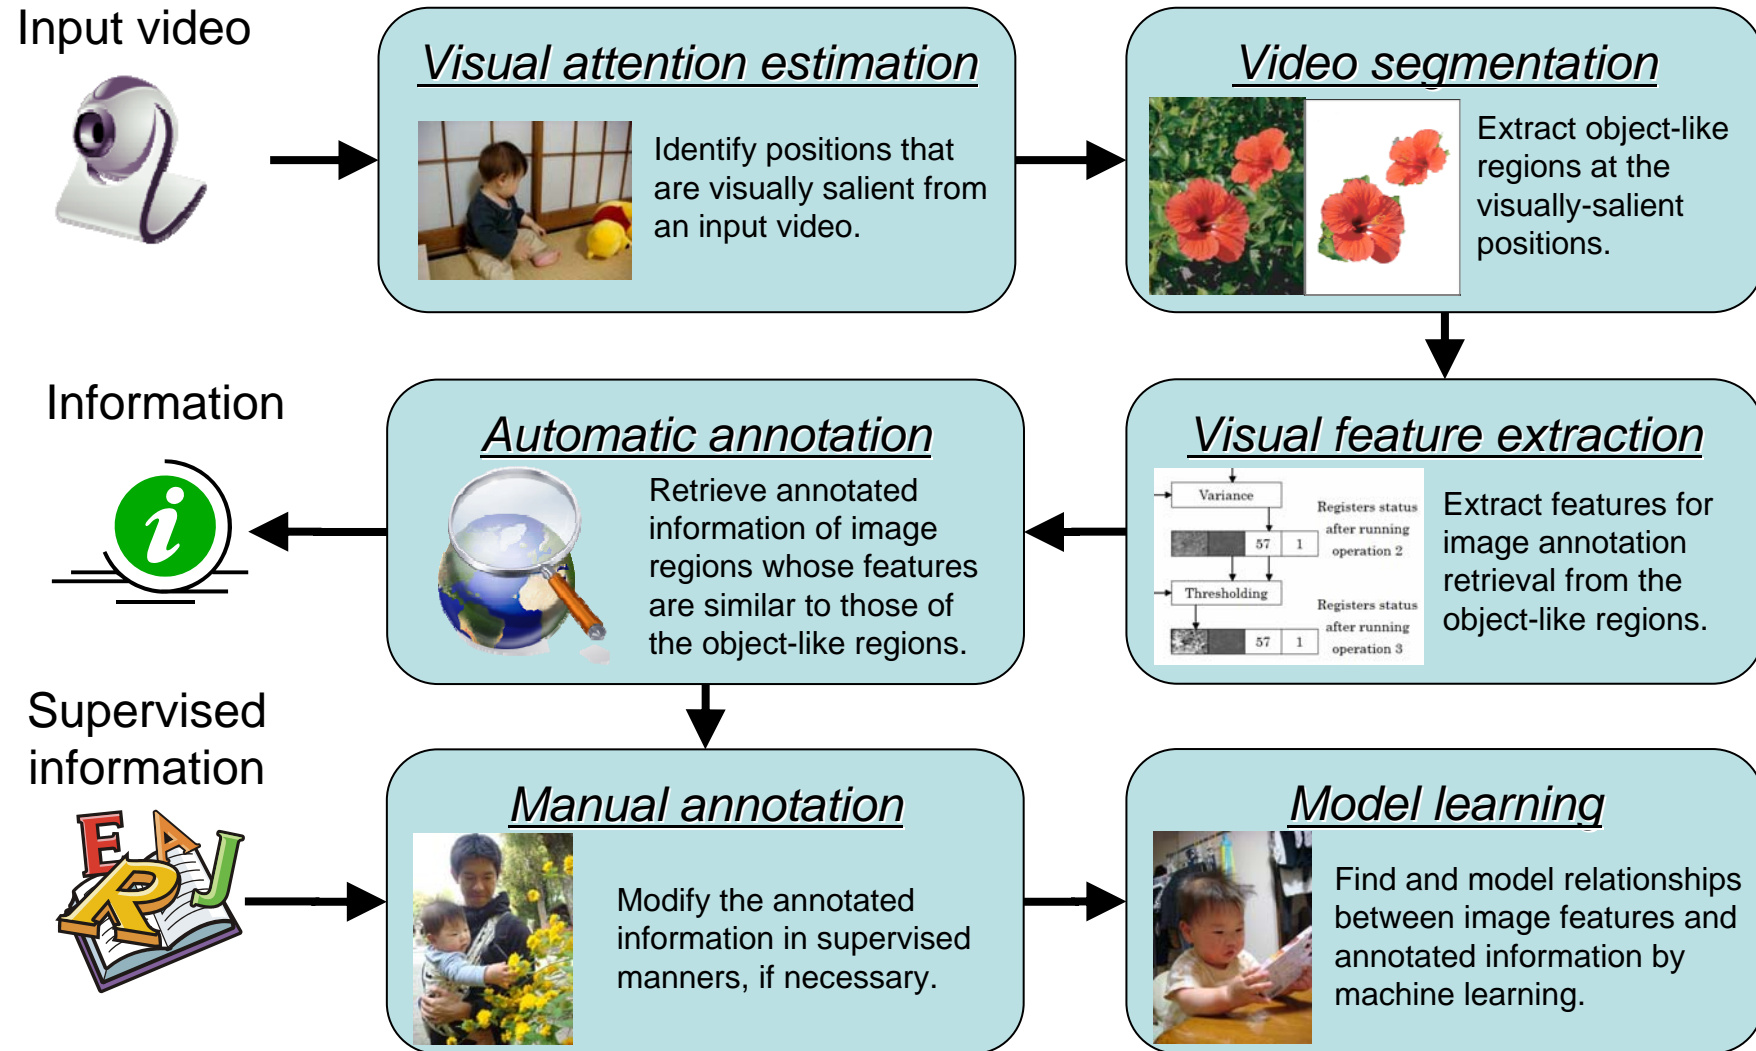 Input video
Visual attention estimation
Identify positions that
are visually salient from
an input video.
Video segmentation
Extract object-like
regions at the
visually-salient
positions.
Information
i
Automatic annotation
Retrieve annotated
information of image
regions whose features
are similar to those of
the object-like regions.
Visual feature extraction
Variance
Registers status
after running
operation 2
57 1
Thresholding
Registers status
after running
operation 3
57 1
Extract features for
image annotation
retrieval from the
object-like regions.
Supervised
information
E A R J
Manual annotation
Modify the annotated
information in supervised
manners, if necessary.
Model learning
Find and model relationships
between image features and
annotated information by
machine learning.